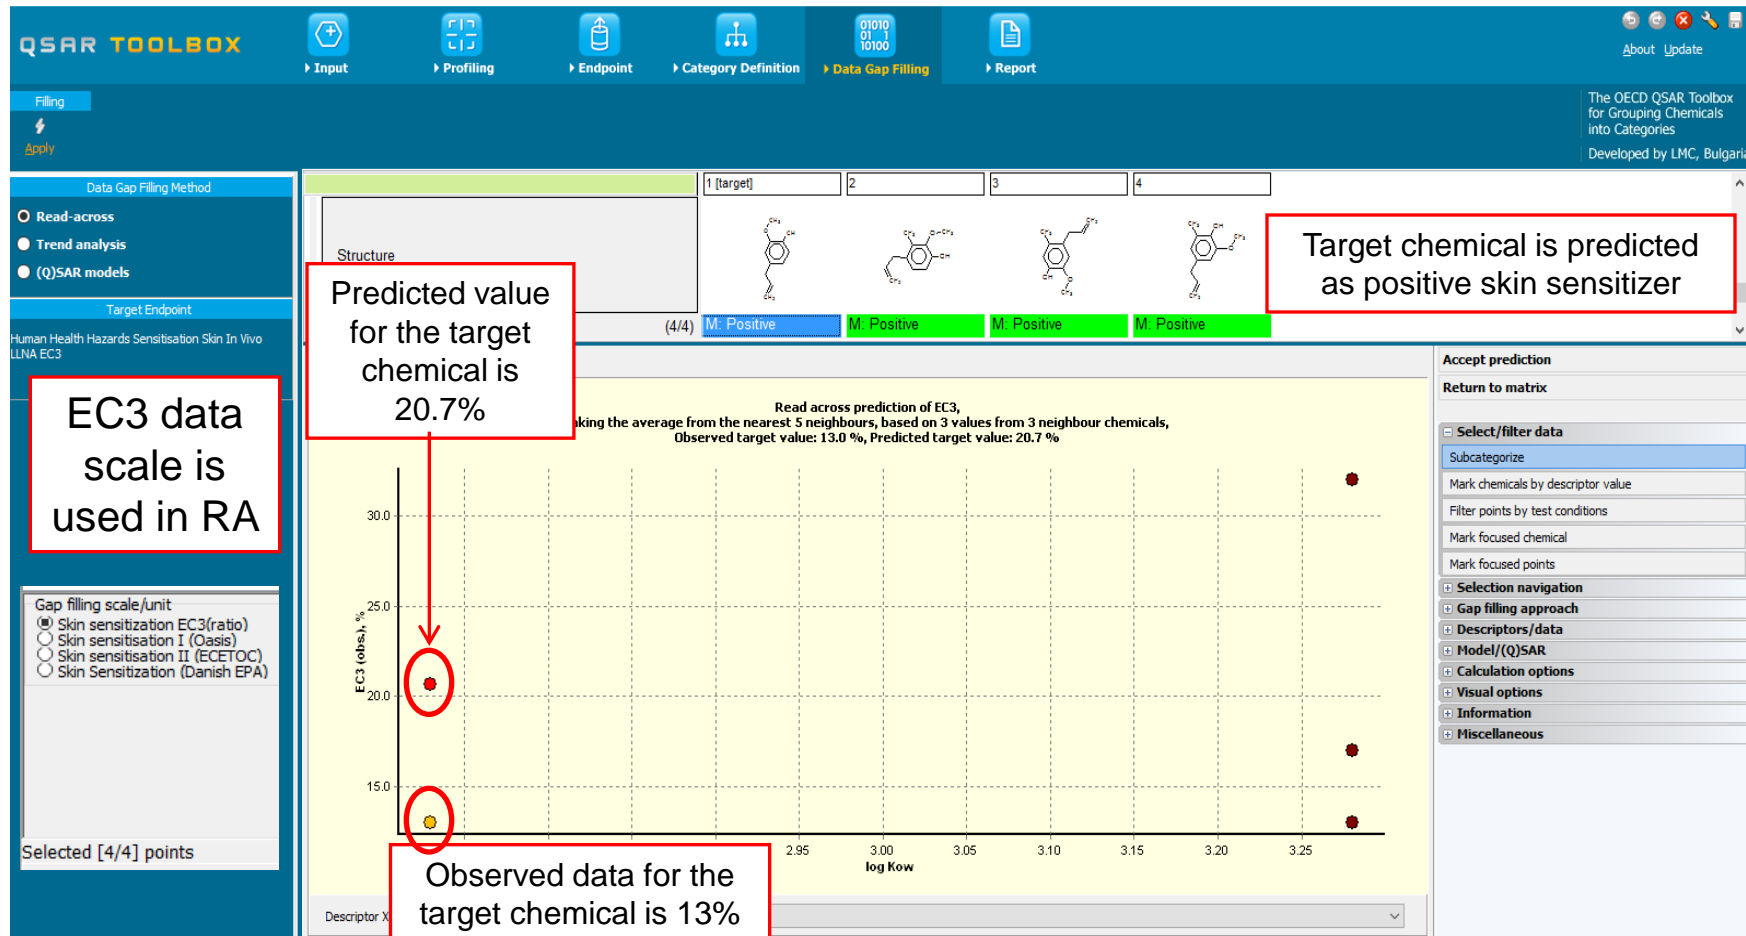 QSAR TOOLBOX
Input
Profiling
Endpoint
Category Definition
Data Gap Filling
Report
About Update
Filling
Apply
The OECD QSAR Toolbox
for Grouping Chemicals
into Categories
Developed by LMC, Bulgaria
Data Gap Filling Method
Read-across
Trend analysis
(Q)SAR models
Target Endpoint
Human Health Hazards Sensitisation Skin In Vivo
LLNA EC3
EC3 data
scale is
used in RA
Gap filling scale/unit
Skin sensitization EC3(ratio)
Skin sensitisation I (Oasis)
Skin sensitisation II (ECETOC)
Skin Sensitization (Danish EPA)
Selected [4/4] points
1 [target]
2
3
4
Structure
(4/4)
M: Positive
M: Positive
M: Positive
M: Positive
Target chemical is predicted
as positive skin sensitizer
Predicted value
for the target
chemical is
20.7%
Read across prediction of EC3,
aking the average from the nearest 5 neighbours, based on 3 values from 3 neighbour chemicals,
Observed target value: 13.0 %, Predicted target value: 20.7 %
EC3 (obs.), %
30.0
25.0
20.0
15.0
2.95
3.00
3.05
3.10
3.15
3.20
3.25
log Kow
Observed data for the
target chemical is 13%
Descriptor X
Accept prediction
Return to matrix
Select/filter data
Subcategorize
Mark chemicals by descriptor value
Filter points by test conditions
Mark focused chemical
Mark focused points
Selection navigation
Gap filling approach
Descriptors/data
Model/(Q)SAR
Calculation options
Visual options
Information
Miscellaneous